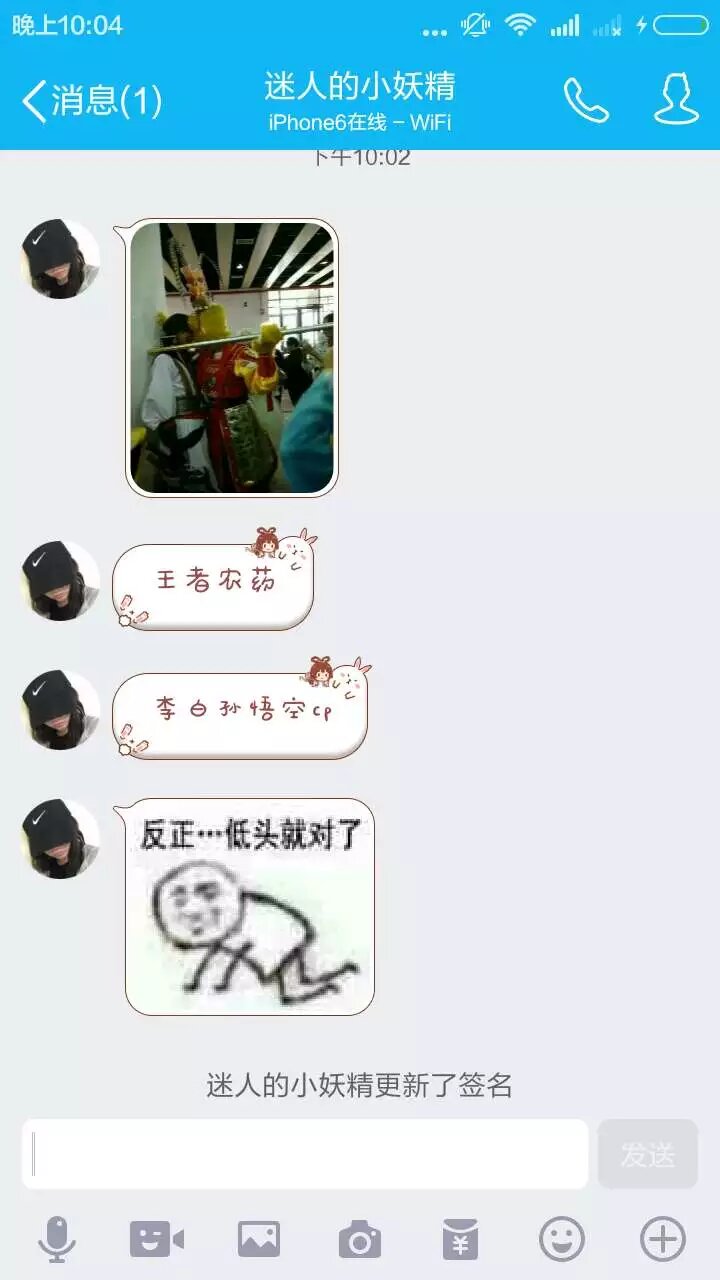 晚上10:04
消息(1)
迷人的小妖精
iPhone6在线 – WiFi
下午10:02
王者农药
李白孙悟空cp
反正…低头就对了
迷人的小妖精更新了签名
发送